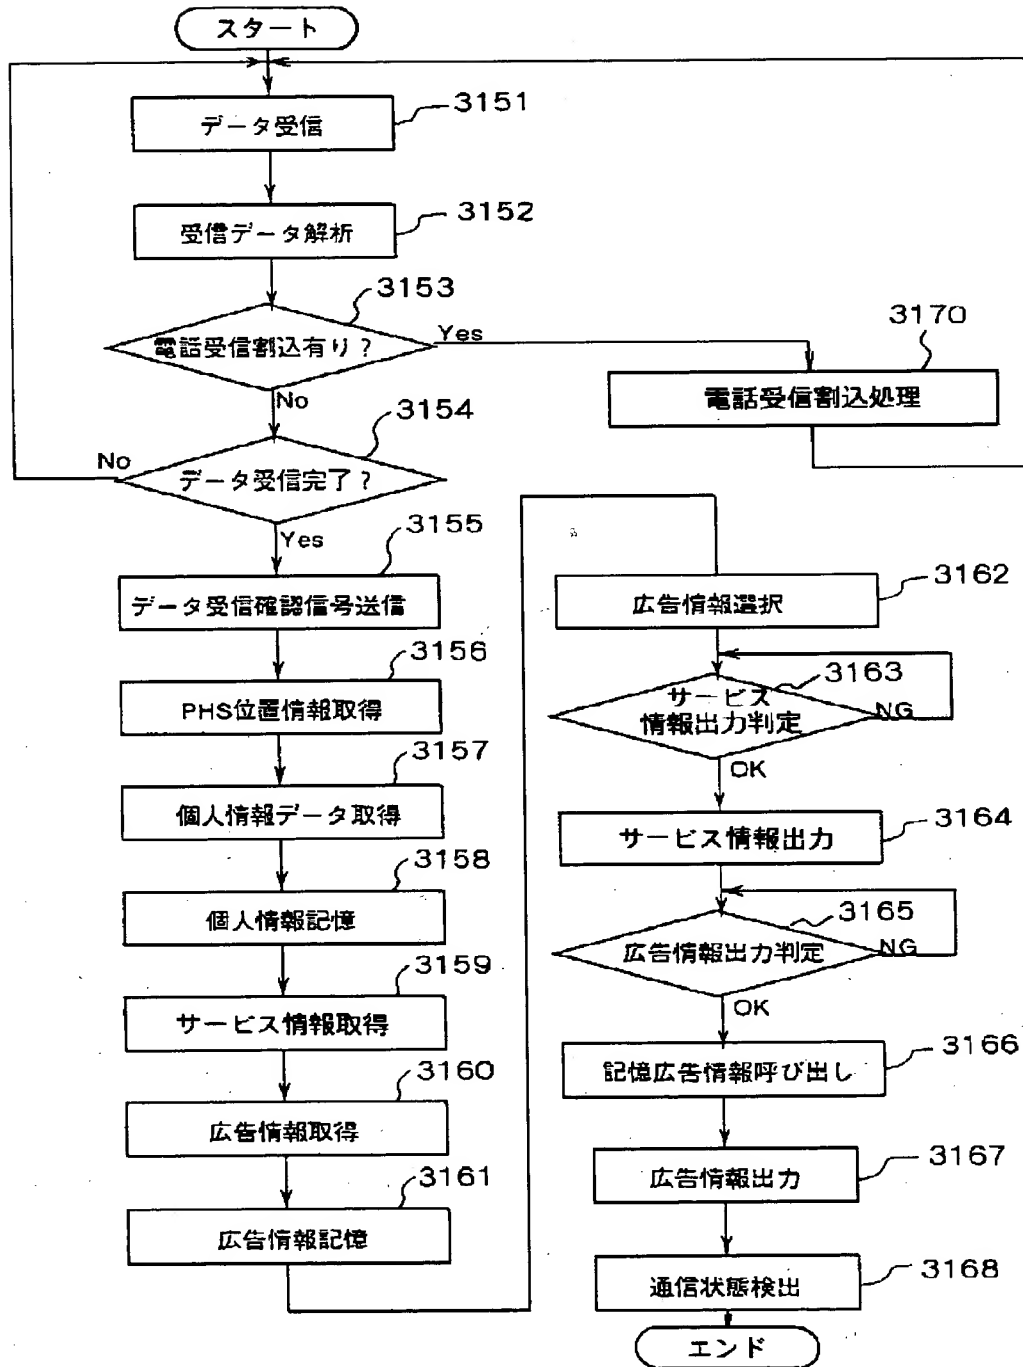 スタート
データ受信
3151
受信データ解析
3152
電話受信割込有り？
3153
Yes
No
電話受信割込処理
3170
データ受信完了？
3154
No
Yes
データ受信確認信号送信
3155
PHS位置情報取得
3156
個人情報データ取得
3157
個人情報記憶
3158
サービス情報取得
3159
広告情報取得
3160
広告情報記憶
3161
広告情報選択
3162
サービス
情報出力判定
3163
NG
OK
サービス情報出力
3164
広告情報出力判定
3165
NG
OK
記憶広告情報呼び出し
3166
広告情報出力
3167
通信状態検出
3168
エンド